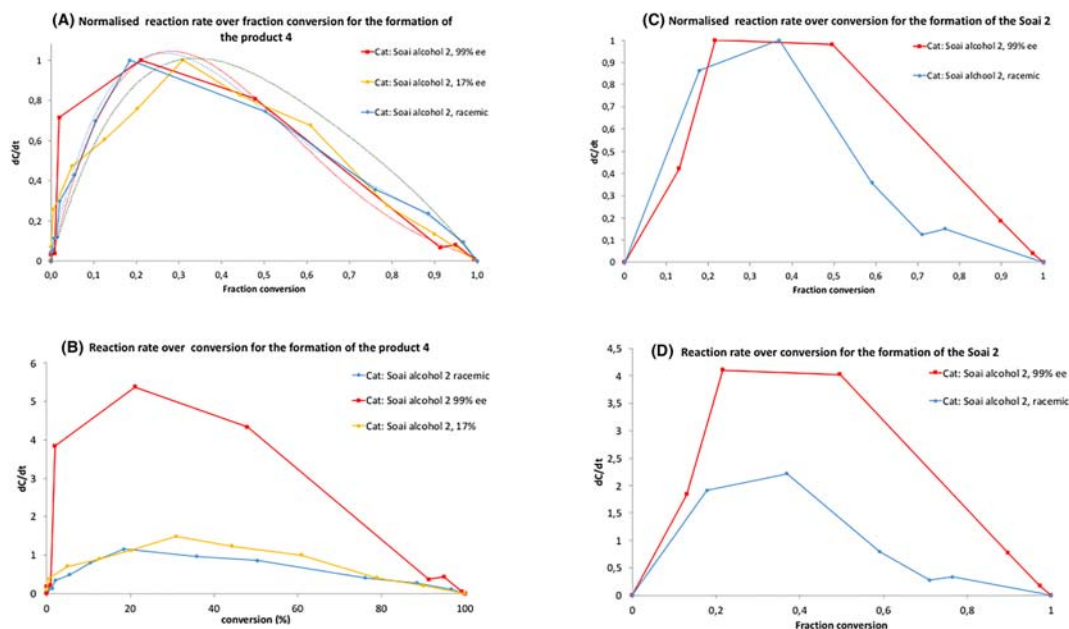 (A) Normalised reaction rate over fraction conversion for the formation of
the product 4
Cat: Soai alcohol 2, 99% ee
Cat: Soai alcohol 2, 17% ee
Cat: Soai alcohol 2, racemic
dC/dt
1
0,8
0,6
0,4
0,2
0
0,0
0,1
0,2
0,3
0,4
0,5
0,6
0,7
0,8
0,9
1,0
Fraction conversion
(C) Normalised reaction rate over conversion for the formation of the Soai 2
Cat: Soai alcohol 2, 99% ee
Cat: Soai aldhool 2, racemic
dC/dt
1
0,9
0,8
0,7
0,6
0,5
0,4
0,3
0,2
0,1
0
0
0,1
0,2
0,3
0,4
0,5
0,6
0,7
0,8
0,9
1
Fraction conversion
(B) Reaction rate over conversion for the formation of the product 4
Cat: Soai alcohol 2 racemic
Cat: Soai alcohol 2 99% ee
Cat: Soai alcohol 2, 17%
dC/dt
6
5
4
3
2
1
0
0
20
40
60
80
100
conversion (%)
(D) Reaction rate over conversion for the formation of the Soai 2
Cat: Soai alcohol 2, 99% ee
Cat: Soai alcohol 2, racemic
dC/dt
4,5
4
3,5
3
2,5
2
1,5
1
0,5
0
0
0,2
0,4
0,6
0,8
1
Fraction conversion